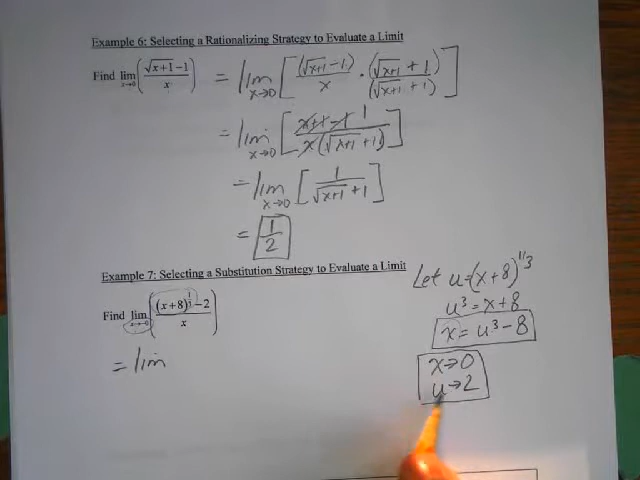 Example 6: Selecting a Rationalizing Strategy to Evaluate a Limit
Find lim x→0 ( (√(x+1) − 1) / x ) = lim x→0 [ (√(x+1) − 1) / x · (√(x+1) + 1) / (√(x+1) + 1) ]
= lim x→0 [ (x+1−1) 1 / (x(√(x+1) + 1)) ]
= lim x→0 [ 1 / (√(x+1) + 1) ]
= 1/2
Example 7: Selecting a Substitution Strategy to Evaluate a Limit
Find lim x→0 ( ((x+8)^(1/3) − 2) / x )
= lim
Let u=(x+8)^(1/3)
u³ = x+8
x = u³ − 8
x→0
u→2